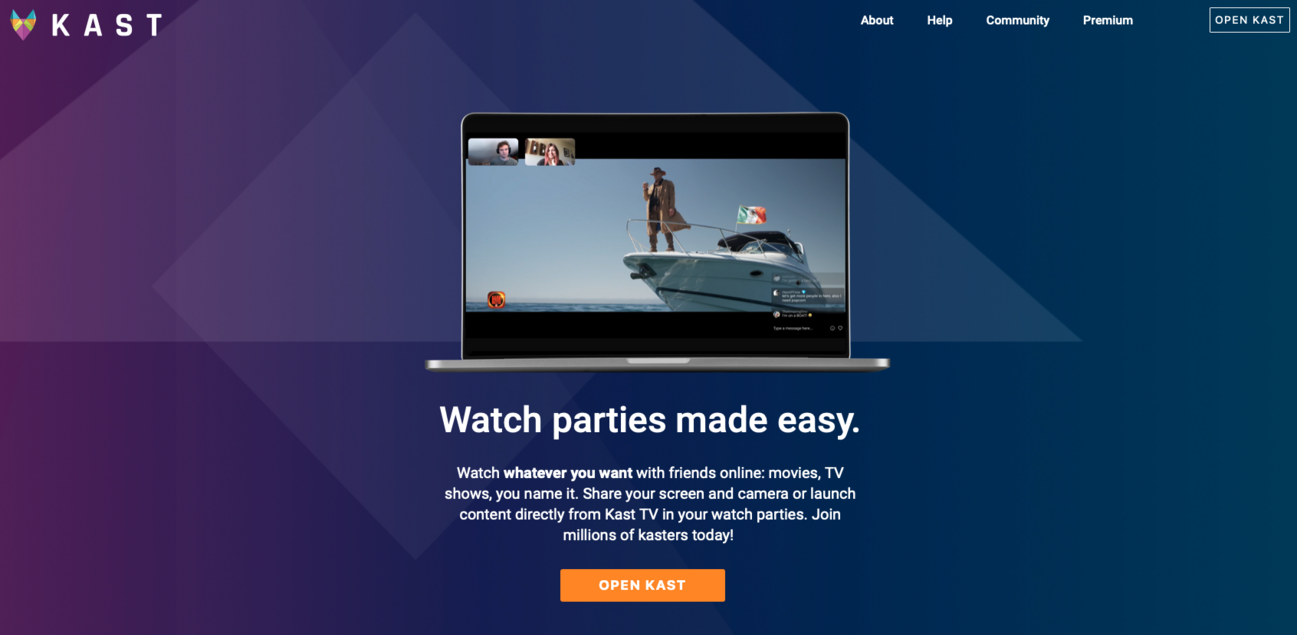 KAST
About
Help
Community
Premium
OPEN KAST
Type a message here...
Watch parties made easy.
Watch whatever you want with friends online: movies, TV
shows, you name it. Share your screen and camera or launch
content directly from Kast TV in your watch parties. Join
millions of kasters today!
OPEN KAST